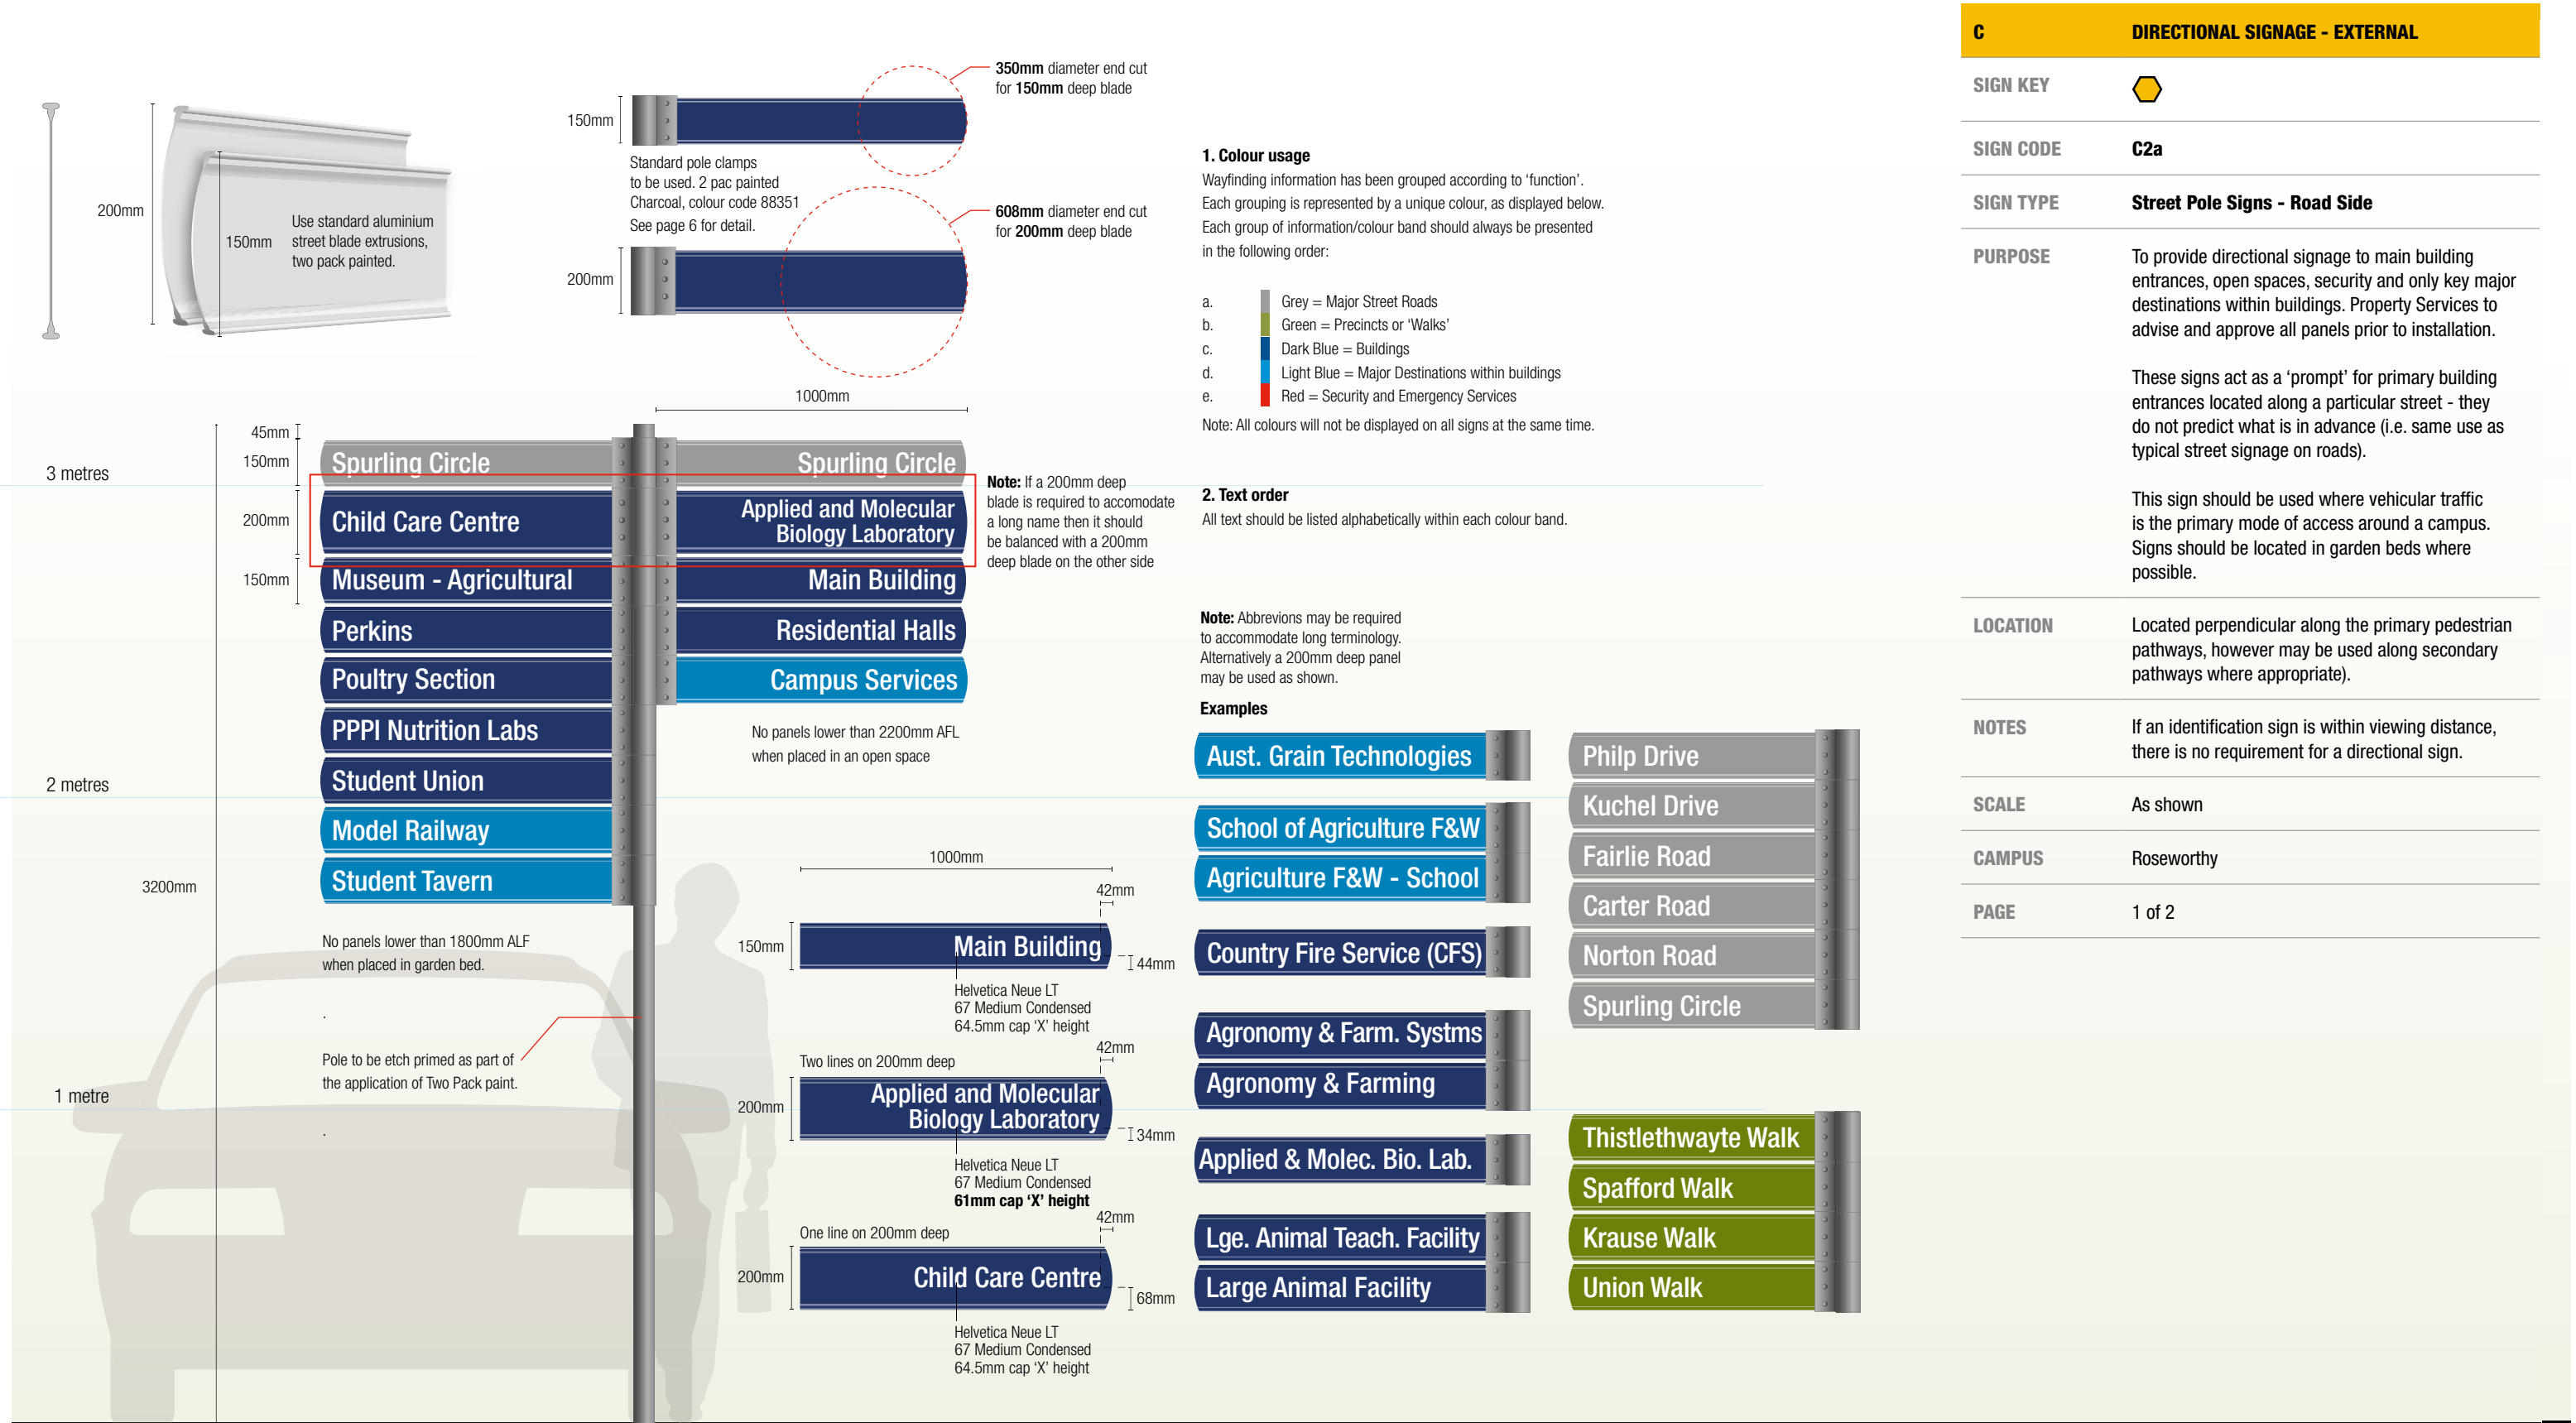 200mm
150mm
Use standard aluminium
street blade extrusions,
two pack painted.
150mm
350mm diameter end cut
for 150mm deep blade
Standard pole clamps
to be used. 2 pac painted
Charcoal, colour code 88351
See page 6 for detail.
608mm diameter end cut
for 200mm deep blade
200mm
1000mm
3 metres
2 metres
1 metre
3200mm
45mm
150mm
200mm
150mm
Spurling Circle
Child Care Centre
Museum - Agricultural
Perkins
Poultry Section
PPPI Nutrition Labs
Student Union
Model Railway
Student Tavern
Spurling Circle
Applied and Molecular
Biology Laboratory
Main Building
Residential Halls
Campus Services
Note: If a 200mm deep
blade is required to accomodate
a long name then it should
be balanced with a 200mm
deep blade on the other side
No panels lower than 2200mm AFL
when placed in an open space
No panels lower than 1800mm ALF
when placed in garden bed.
.
Pole to be etch primed as part of
the application of Two Pack paint.
.
1000mm
42mm
150mm
Main Building
44mm
Helvetica Neue LT
67 Medium Condensed
64.5mm cap ‘X’ height
42mm
Two lines on 200mm deep
200mm
Applied and Molecular
Biology Laboratory
34mm
Helvetica Neue LT
67 Medium Condensed
61mm cap ‘X’ height
42mm
One line on 200mm deep
200mm
Child Care Centre
68mm
Helvetica Neue LT
67 Medium Condensed
64.5mm cap ‘X’ height
1. Colour usage
Wayfinding information has been grouped according to ‘function’.
Each grouping is represented by a unique colour, as displayed below.
Each group of information/colour band should always be presented
in the following order:
a. Grey = Major Street Roads
b. Green = Precincts or ‘Walks’
c. Dark Blue = Buildings
d. Light Blue = Major Destinations within buildings
e. Red = Security and Emergency Services
Note: All colours will not be displayed on all signs at the same time.
2. Text order
All text should be listed alphabetically within each colour band.
Note: Abbrevions may be required
to accommodate long terminology.
Alternatively a 200mm deep panel
may be used as shown.
Examples
Aust. Grain Technologies
School of Agriculture F&W
Agriculture F&W - School
Country Fire Service (CFS)
Agronomy & Farm. Systms
Agronomy & Farming
Applied & Molec. Bio. Lab.
Lge. Animal Teach. Facility
Large Animal Facility
Philp Drive
Kuchel Drive
Fairlie Road
Carter Road
Norton Road
Spurling Circle
Thistlethwayte Walk
Spafford Walk
Krause Walk
Union Walk
C DIRECTIONAL SIGNAGE - EXTERNAL
SIGN KEY
SIGN CODE C2a
SIGN TYPE Street Pole Signs - Road Side
PURPOSE To provide directional signage to main building
entrances, open spaces, security and only key major
destinations within buildings. Property Services to
advise and approve all panels prior to installation.
These signs act as a ‘prompt’ for primary building
entrances located along a particular street - they
do not predict what is in advance (i.e. same use as
typical street signage on roads).
This sign should be used where vehicular traffic
is the primary mode of access around a campus.
Signs should be located in garden beds where
possible.
LOCATION Located perpendicular along the primary pedestrian
pathways, however may be used along secondary
pathways where appropriate).
NOTES If an identification sign is within viewing distance,
there is no requirement for a directional sign.
SCALE As shown
CAMPUS Roseworthy
PAGE 1 of 2